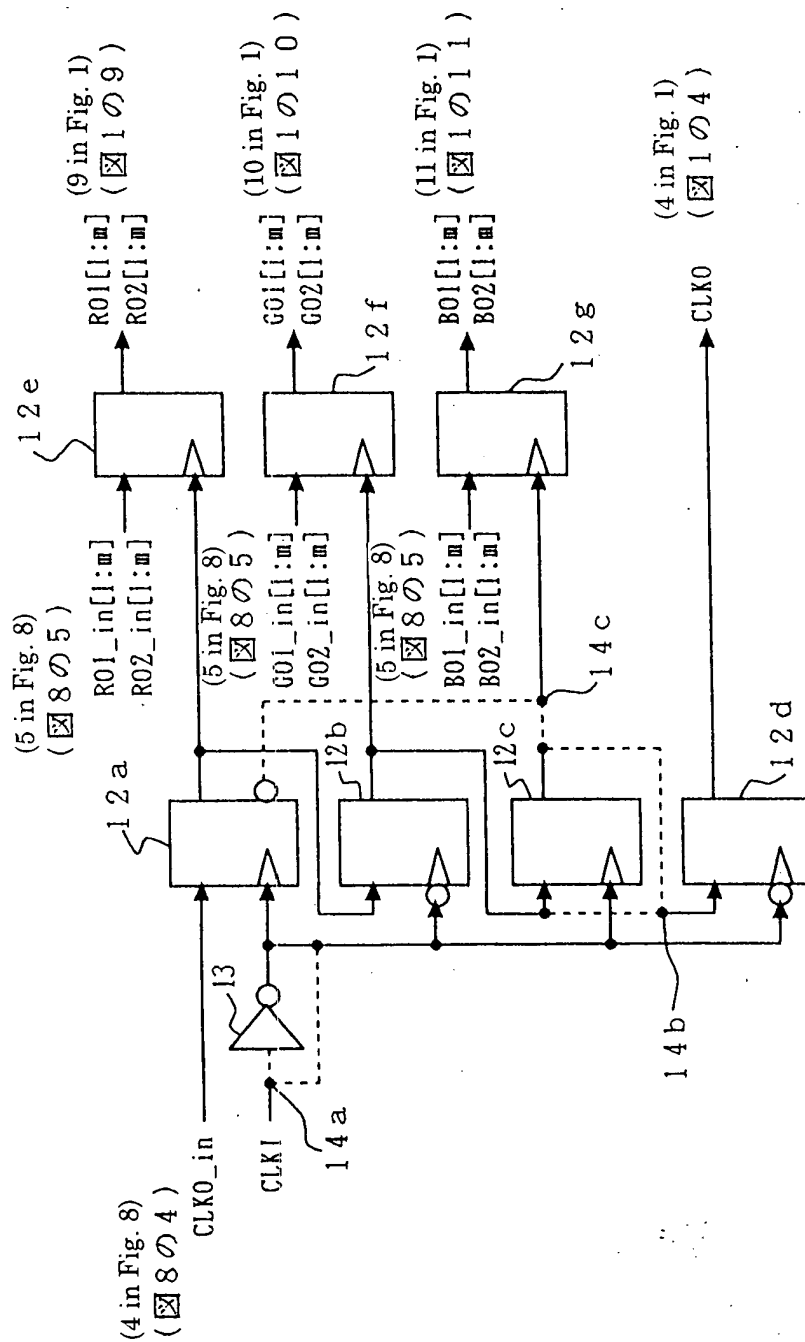 (4 in Fig. 8)
(図8の4)
CLKO_in
CLKI
14a
13
(5 in Fig. 8)
(図8の5)
RO1_in[1:m]
RO2_in[1:m]
12a
12e
RO1[1:m]
RO2[1:m]
(9 in Fig. 1)
(図1の9)
(5 in Fig. 8)
(図8の5)
GO1_in[1:m]
GO2_in[1:m]
12b
12f
GO1[1:m]
GO2[1:m]
(10 in Fig. 1)
(図1の10)
(5 in Fig. 8)
(図8の5)
BO1_in[1:m]
BO2_in[1:m]
12c
14c
12g
BO1[1:m]
BO2[1:m]
(11 in Fig. 1)
(図1の11)
14b
12d
CLKO
(4 in Fig. 1)
(図1の4)